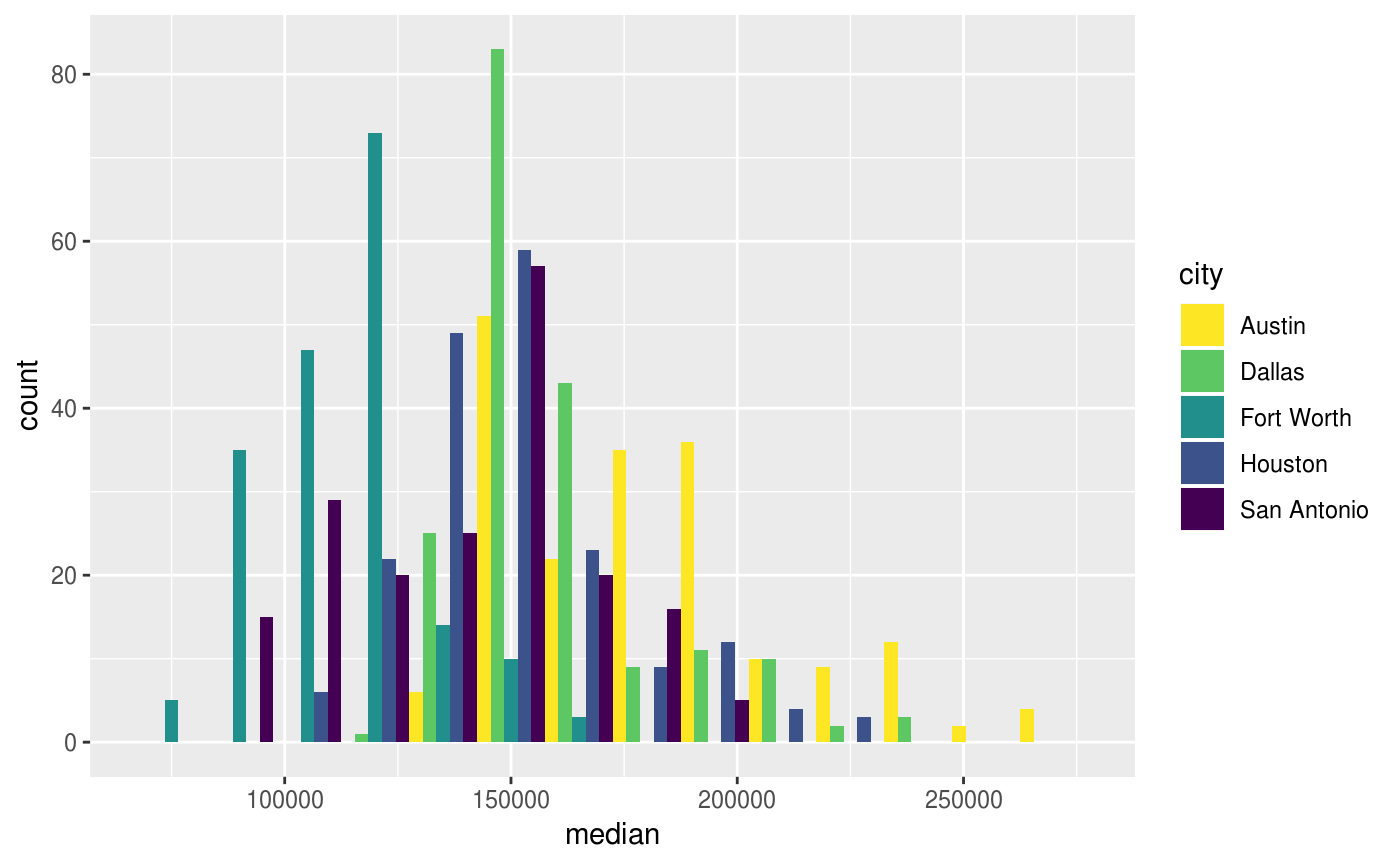 80
60
40
20
0
count
100000
150000
200000
250000
median
city
Austin
Dallas
Fort Worth
Houston
San Antonio